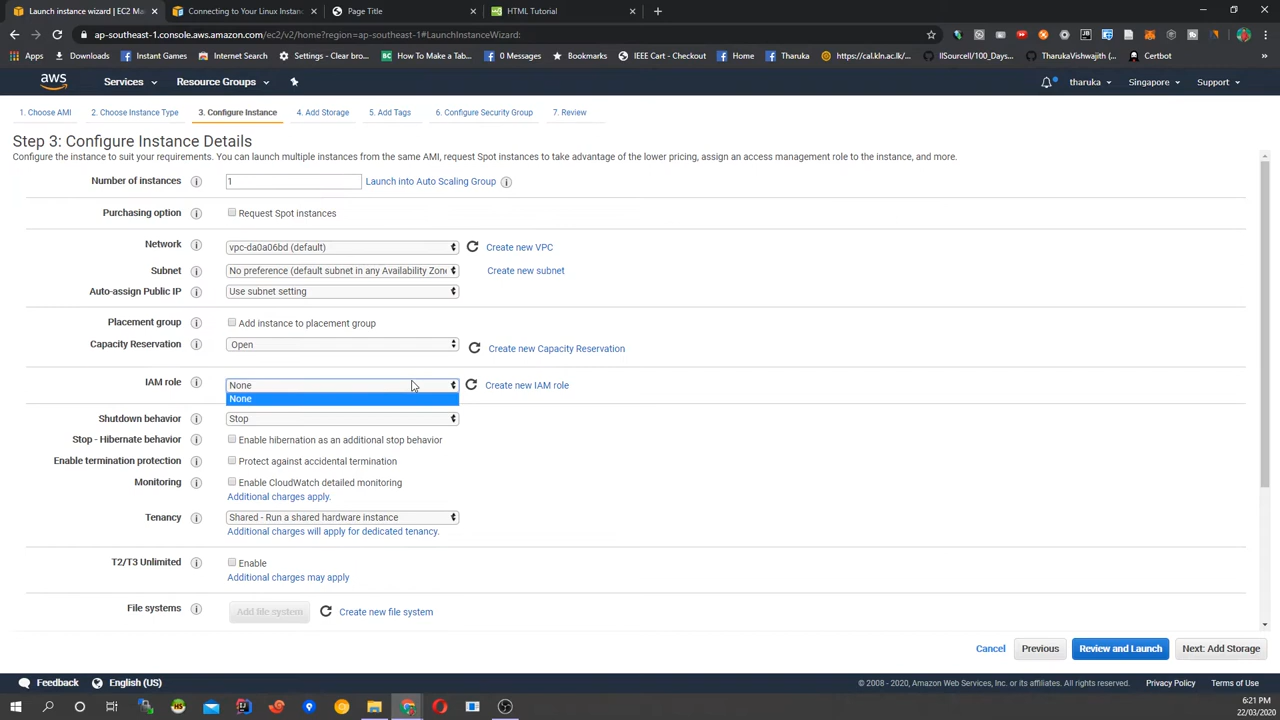 Launch instance wizard | EC2 Man
Connecting to Your Linux Instanc
Page Title
HTML Tutorial
ap-southeast-1.console.aws.amazon.com/ec2/v2/home?region=ap-southeast-1#LaunchInstanceWizard:
Apps
Downloads
Instant Games
Internet Search
Settings - Clear bro...
How To Make a Tab...
0 Messages
Bookmarks
IEEE Cart - Checkout
Home
Tharuka
https://cal.kln.ac.lk/...
llSourcell/100_Days...
TharukaVishwajith (...
Certbot
aws
Services
Resource Groups
tharuka
Singapore
Support
1. Choose AMI
2. Choose Instance Type
3. Configure Instance
4. Add Storage
5. Add Tags
6. Configure Security Group
7. Review
Step 3: Configure Instance Details
Configure the instance to suit your requirements. You can launch multiple instances from the same AMI, request Spot instances to take advantage of the lower pricing, assign an access management role to the instance, and more.
Number of instances
1
Launch into Auto Scaling Group
Purchasing option
Request Spot instances
Network
vpc-da0a06bd (default)
Create new VPC
Subnet
No preference (default subnet in any Availability Zone
Create new subnet
Auto-assign Public IP
Use subnet setting
Placement group
Add instance to placement group
Capacity Reservation
Open
Create new Capacity Reservation
IAM role
None
Create new IAM role
None
Shutdown behavior
Stop
Stop - Hibernate behavior
Enable hibernation as an additional stop behavior
Enable termination protection
Protect against accidental termination
Monitoring
Enable CloudWatch detailed monitoring
Additional charges apply.
Tenancy
Shared - Run a shared hardware instance
Additional charges will apply for dedicated tenancy.
T2/T3 Unlimited
Enable
Additional charges may apply
File systems
Add file system
Create new file system
Cancel
Previous
Review and Launch
Next: Add Storage
Feedback
English (US)
© 2008 - 2020, Amazon Web Services, Inc. or its affiliates. All rights reserved.
Privacy Policy
Terms of Use
6:21 PM
22/03/2020